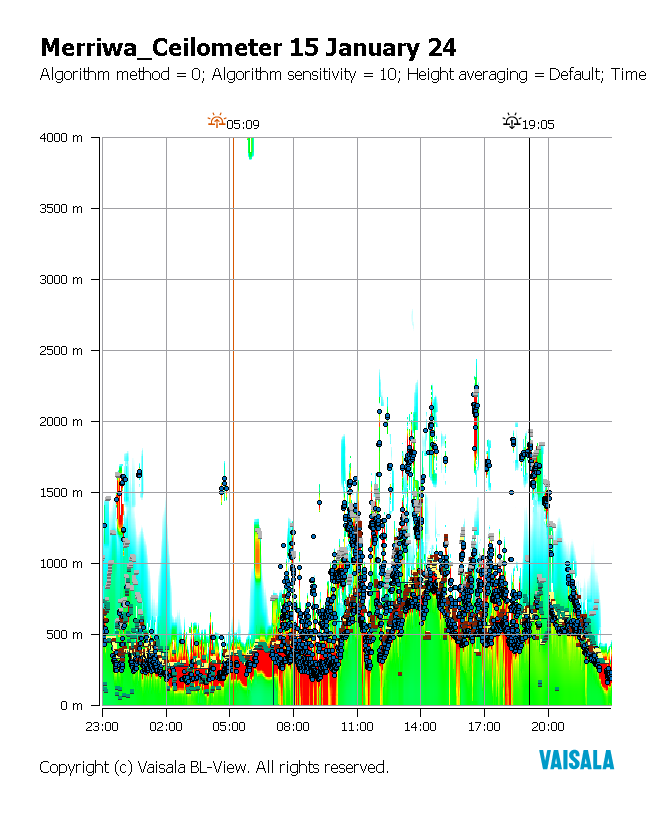 Merriwa_Ceilometer 15 January 24
Algorithm method = 0; Algorithm sensitivity = 10; Height averaging = Default; Time
05:09 19:05
4000 m
3500 m
3000 m
2500 m
2000 m
1500 m
1000 m
500 m
0 m
23:00 02:00 05:00 08:00 11:00 14:00 17:00 20:00
VAISALA
Copyright (c) Vaisala BL-View. All rights reserved.